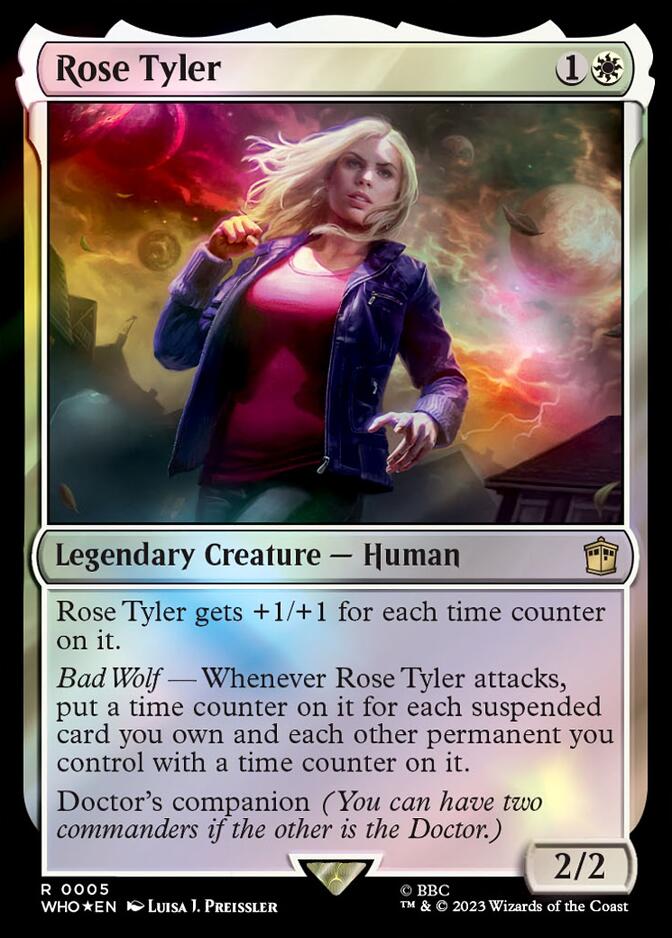 Rose Tyler 1
Legendary Creature — Human
Rose Tyler gets +1/+1 for each time counter
on it.
Bad Wolf — Whenever Rose Tyler attacks,
put a time counter on it for each suspended
card you own and each other permanent you
control with a time counter on it.
Doctor's companion (You can have two
commanders if the other is the Doctor.)
2/2
R 0005
WHO★EN Luisa J. Preissler
© BBC
™ & © 2023 Wizards of the Coast